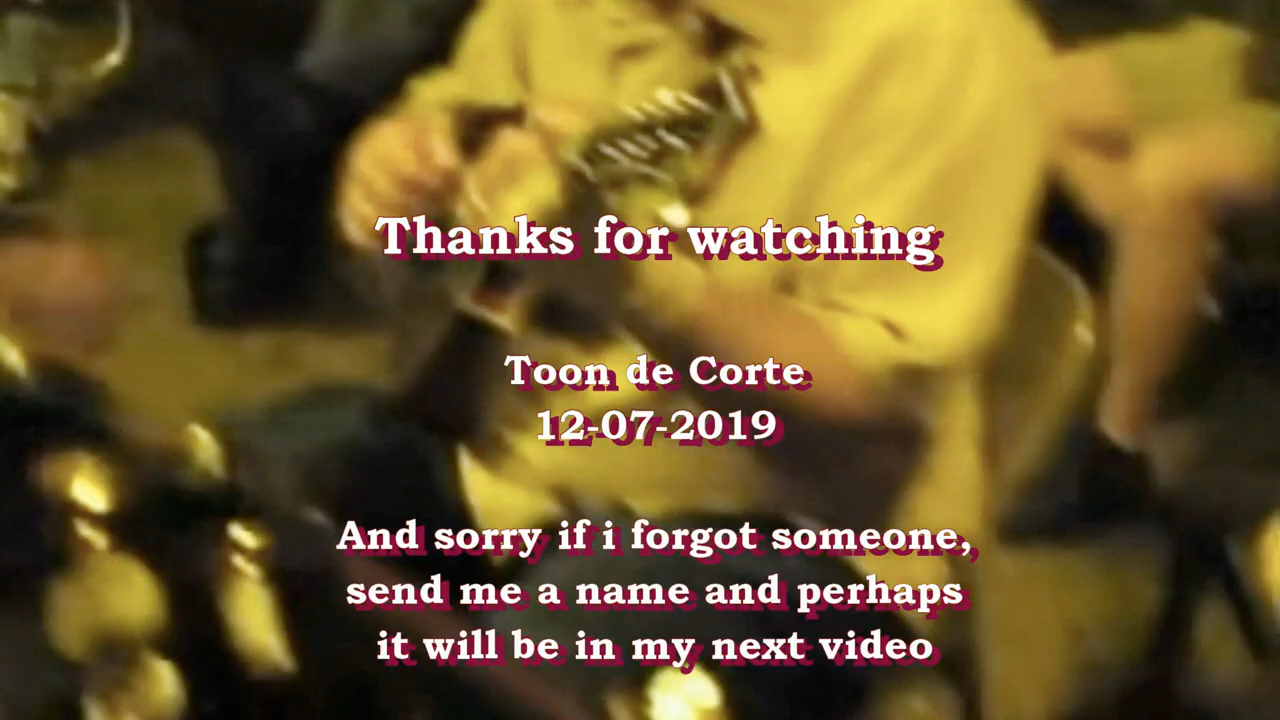 Thanks for watching
Toon de Corte
12-07-2019
And sorry if i forgot someone,
send me a name and perhaps
it will be in my next video